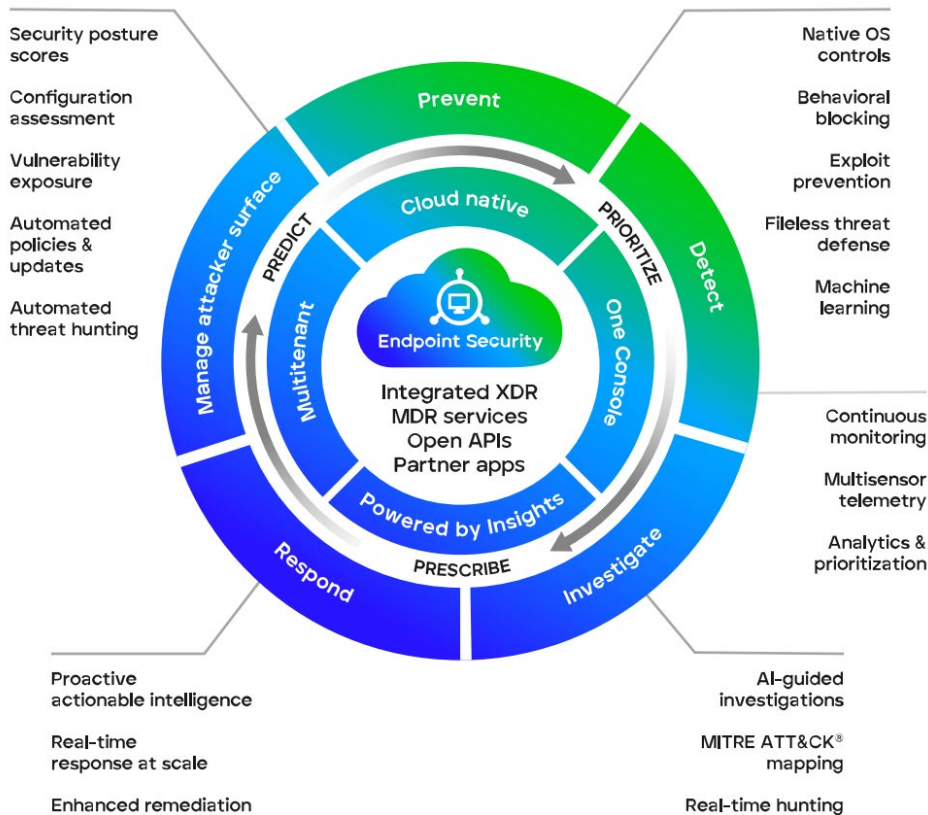 Security posture
scores
Configuration
assessment
Vulnerability
exposure
Automated
policies &
updates
Automated
threat hunting
Native OS
controls
Behavioral
blocking
Exploit
prevention
Fileless threat
defense
Machine
learning
Prevent
Detect
Investigate
Respond
Manage attacker surface
PREDICT
PRIORITIZE
PRESCRIBE
Cloud native
One Console
Powered by Insights
Multitenant
Endpoint Security
Integrated XDR
MDR services
Open APIs
Partner apps
Continuous
monitoring
Multisensor
telemetry
Analytics &
prioritization
Proactive
actionable intelligence
Real-time
response at scale
Enhanced remediation
AI-guided
investigations
MITRE ATT&CK®
mapping
Real-time hunting